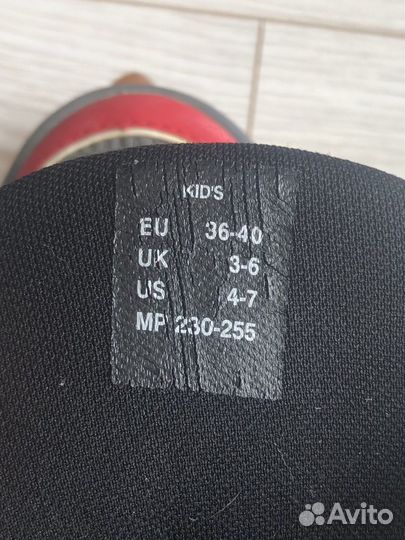 KID'S
EU 36-40
UK 3-6
US 4-7
MP 230-255
Avito